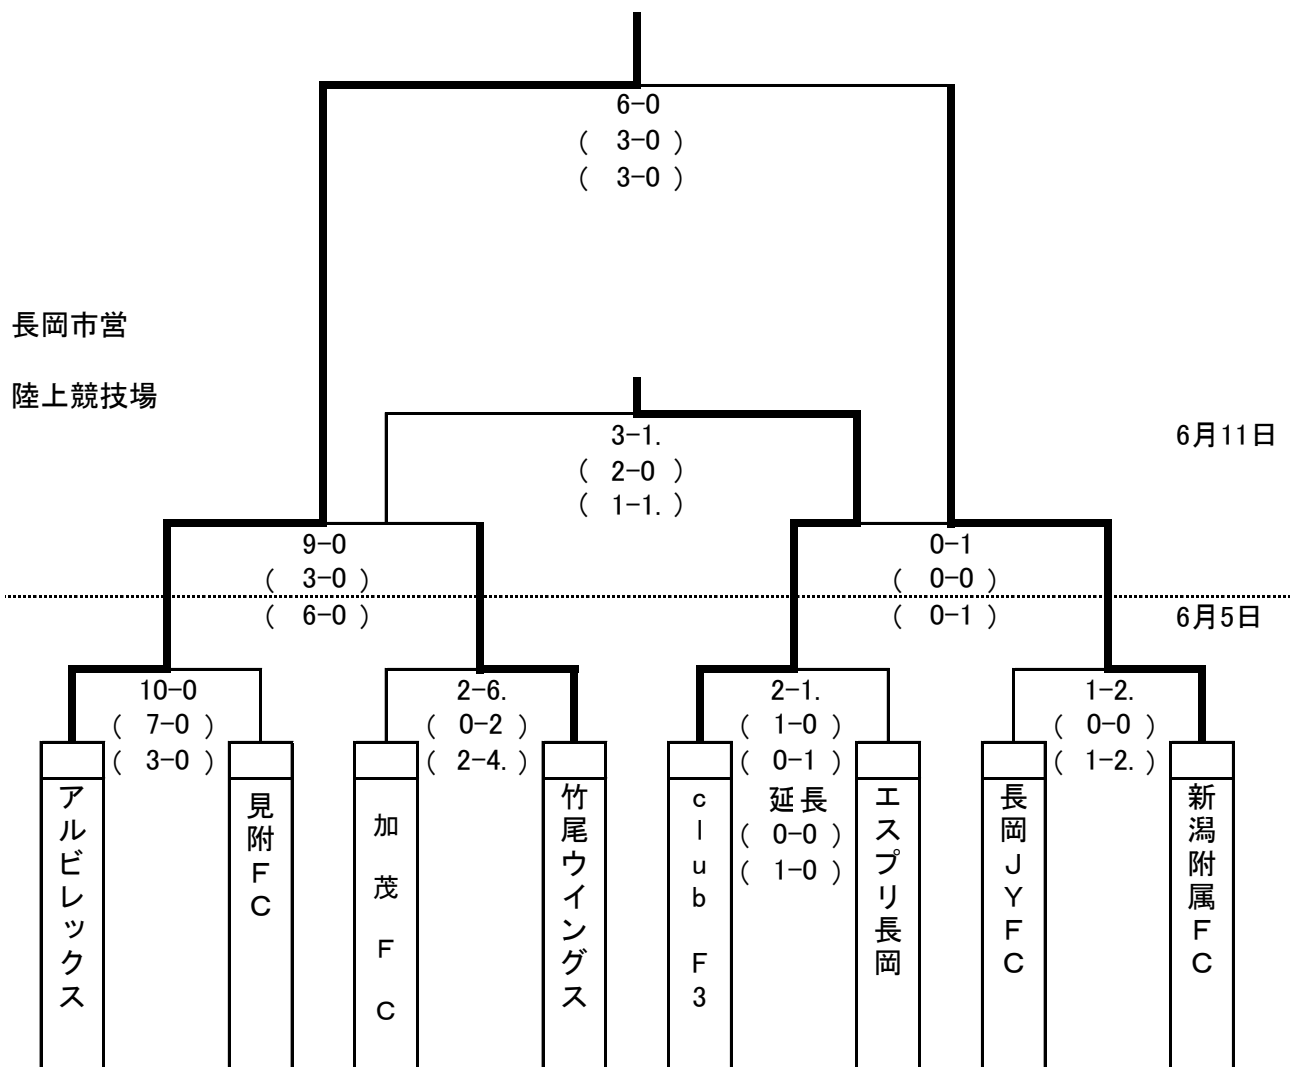 6-0
( 3-0 )
( 3-0 )
長岡市営
陸上競技場
3-1.
( 2-0 )
( 1-1. )
6月11日
9-0
( 3-0 )
( 6-0 )
0-1
( 0-0 )
( 0-1 )
6月5日
10-0
( 7-0 )
( 3-0 )
2-6.
( 0-2 )
( 2-4. )
2-1.
( 1-0 )
( 0-1 )
延長
( 0-0 )
( 1-0 )
1-2.
( 0-0 )
( 1-2. )
アルビレックス
見附FC
加茂FC
竹尾ウイングス
club F3
エスプリ長岡
長岡JYFC
新潟附属FC